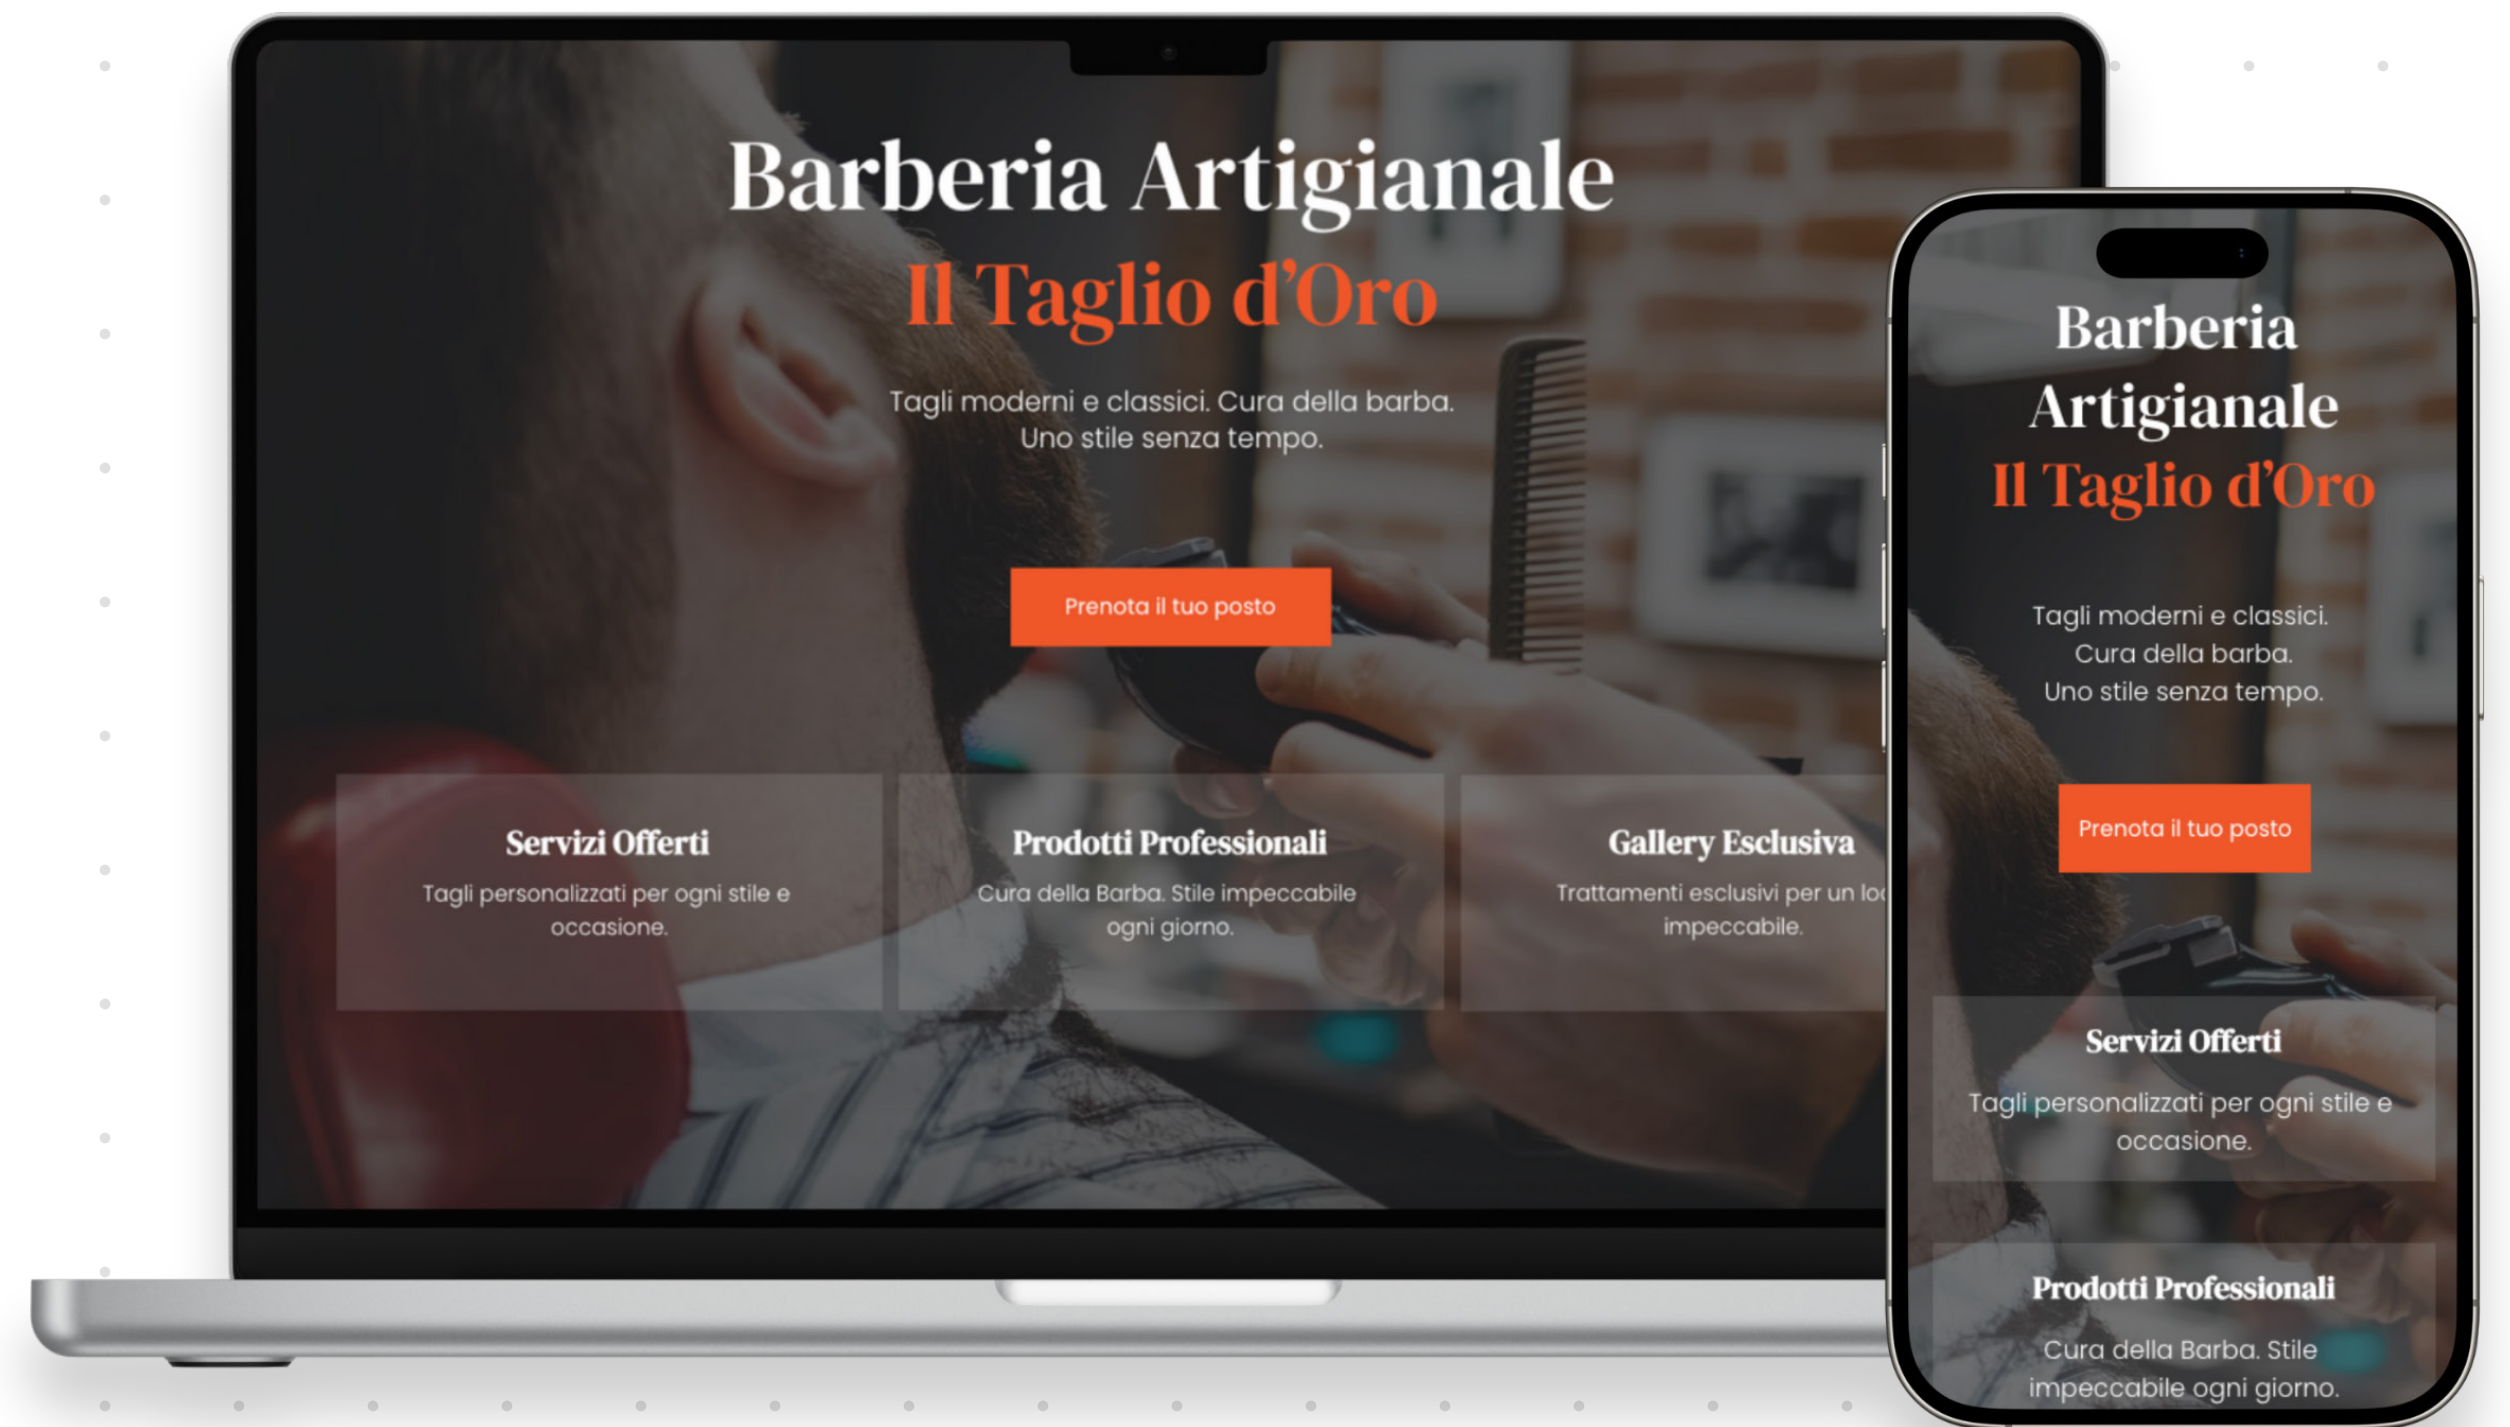 Barberia Artigianale
Il Taglio d’Oro
Tagli moderni e classici. Cura della barba.
Uno stile senza tempo.
Prenota il tuo posto
Servizi Offerti
Tagli personalizzati per ogni stile e
occasione.
Prodotti Professionali
Cura della Barba. Stile impeccabile
ogni giorno.
Gallery Esclusiva
Trattamenti esclusivi per un
impeccabile.
Barberia
Artigianale
Il Taglio d’Oro
Tagli moderni e classici.
Cura della barba.
Uno stile senza tempo.
Prenota il tuo posto
Servizi Offerti
Tagli personalizzati per ogni stile e
occasione.
Prodotti Professionali
Cura della Barba. Stile
impeccabile ogni giorno.